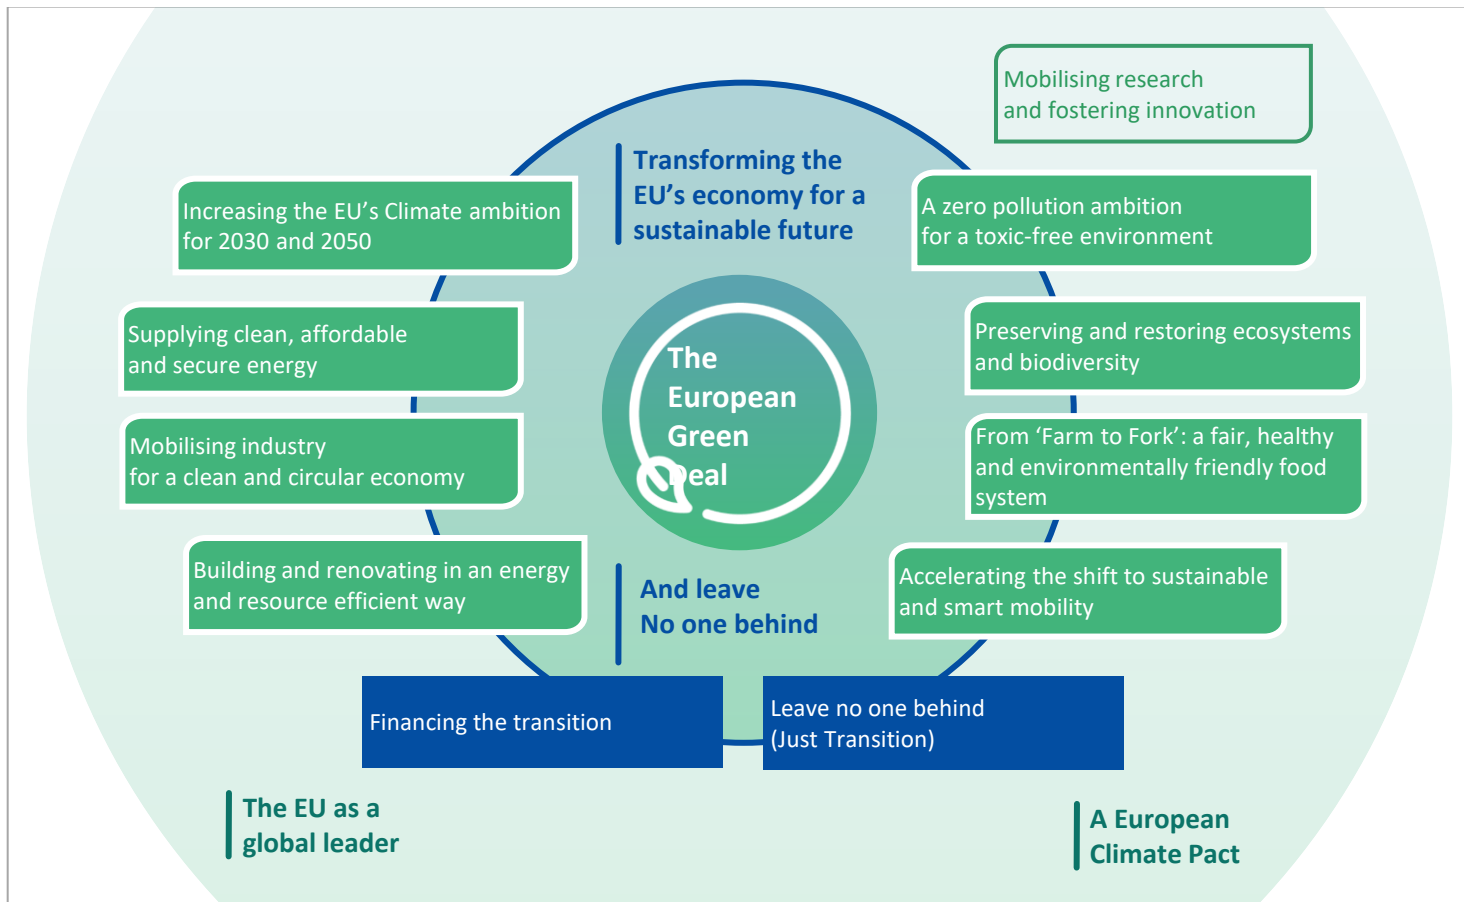 Mobilising research
and fostering innovation
Transforming the
EU’s economy for a
sustainable future
Increasing the EU’s Climate ambition
for 2030 and 2050
A zero pollution ambition
for a toxic-free environment
Supplying clean, affordable
and secure energy
Preserving and restoring ecosystems
and biodiversity
The
European
Green
Deal
Mobilising industry
for a clean and circular economy
From ‘Farm to Fork’: a fair, healthy
and environmentally friendly food
system
Building and renovating in an energy
and resource efficient way
Accelerating the shift to sustainable
and smart mobility
And leave
No one behind
Financing the transition
Leave no one behind
(Just Transition)
The EU as a
global leader
A European
Climate Pact